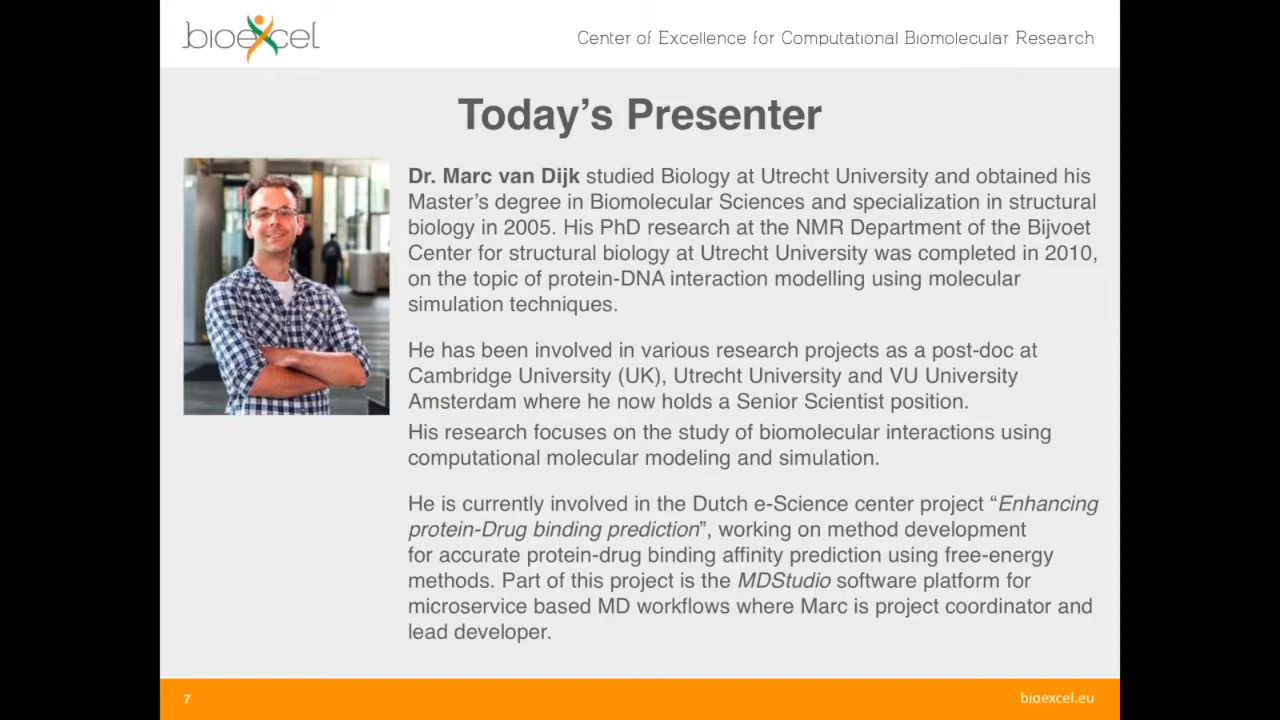 bioexcel
Center of Excellence for Computational Biomolecular Research
Today's Presenter
Dr. Marc van Dijk studied Biology at Utrecht University and obtained his
Master's degree in Biomolecular Sciences and specialization in structural
biology in 2005. His PhD research at the NMR Department of the Bijvoet
Center for structural biology at Utrecht University was completed in 2010,
on the topic of protein-DNA interaction modelling using molecular
simulation techniques.
He has been involved in various research projects as a post-doc at
Cambridge University (UK), Utrecht University and VU University
Amsterdam where he now holds a Senior Scientist position.
His research focuses on the study of biomolecular interactions using
computational molecular modeling and simulation.
He is currently involved in the Dutch e-Science center project “Enhancing
protein-Drug binding prediction”, working on method development
for accurate protein-drug binding affinity prediction using free-energy
methods. Part of this project is the MDStudio software platform for
microservice based MD workflows where Marc is project coordinator and
lead developer.
7
bioexcel.eu